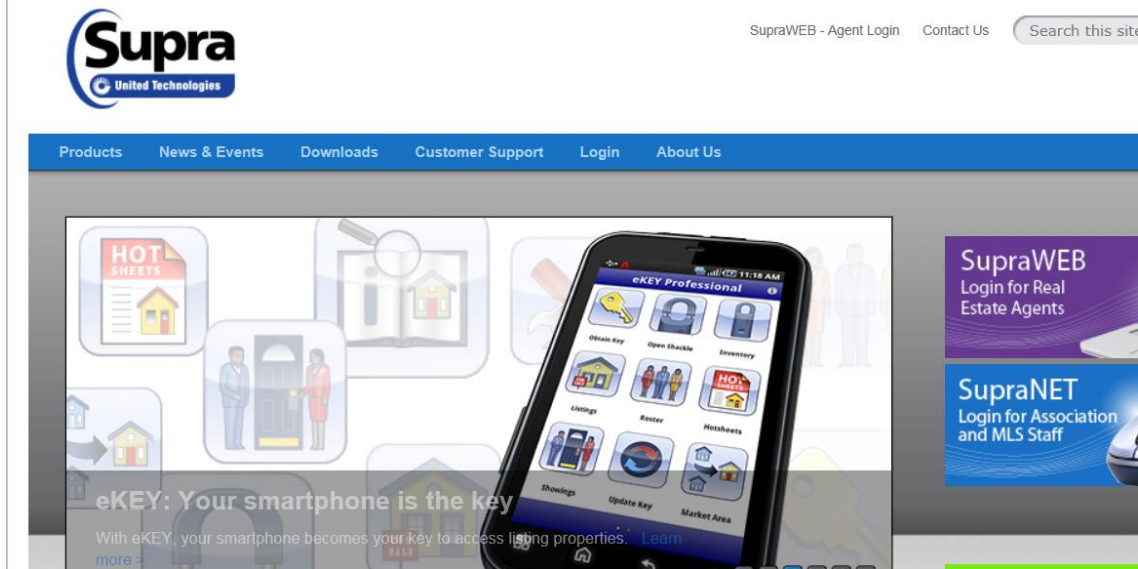 Supra
United Technologies
SupraWEB - Agent Login
Contact Us
Search this site
Products
News & Events
Downloads
Customer Support
Login
About Us
HOT
SHEETS
11:18 AM
eKEY Professional
Obtain Key
Open Shackle
Inventory
HOT
SHEETS
Listings
Roster
Hotsheets
Showings
Update Key
Market Area
eKEY: Your smartphone is the key
With eKEY, your smartphone becomes your key to access listing properties. Learn
more >
SupraWEB
Login for Real
Estate Agents
SupraNET
Login for Association
and MLS Staff